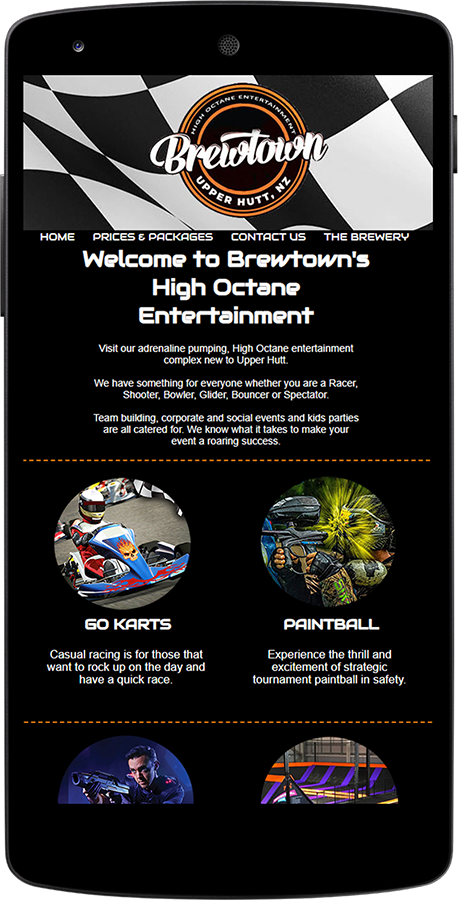 HIGH OCTANE ENTERTAINMENT
Brewtown
UPPER HUTT, NZ
HOME PRICES & PACKAGES CONTACT US THE BREWERY
Welcome to Brewtown's
High Octane
Entertainment
Visit our adrenaline pumping, High Octane entertainment
complex new to Upper Hutt.
We have something for everyone whether you are a Racer,
Shooter, Bowler, Glider, Bouncer or Spectator.
Team building, corporate and social events and kids parties
are all catered for. We know what it takes to make your
event a roaring success.
GO KARTS
Casual racing is for those that
want to rock up on the day and
have a quick race.
PAINTBALL
Experience the thrill and
excitement of strategic
tournament paintball in safety.